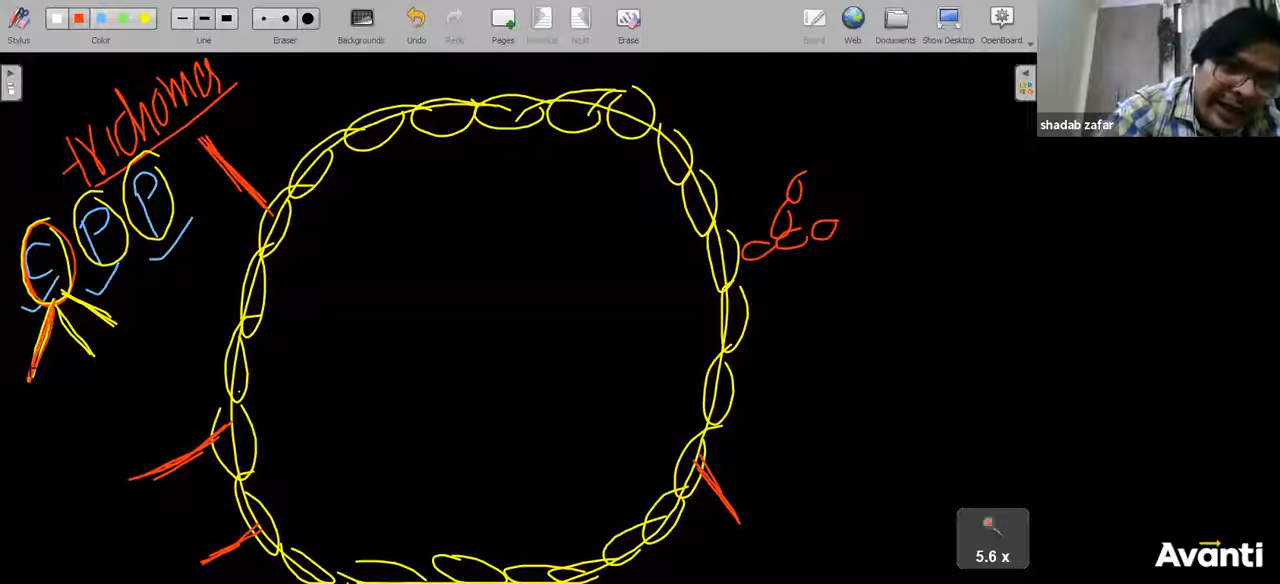 Stylus
Color
Line
Eraser
Backgrounds
Undo
Redo
Pages
Erase
Board
Web
Documents
Show Desktop
OpenBoard
shadab zafar
trichomes
E P P
5.6 x
Avanti